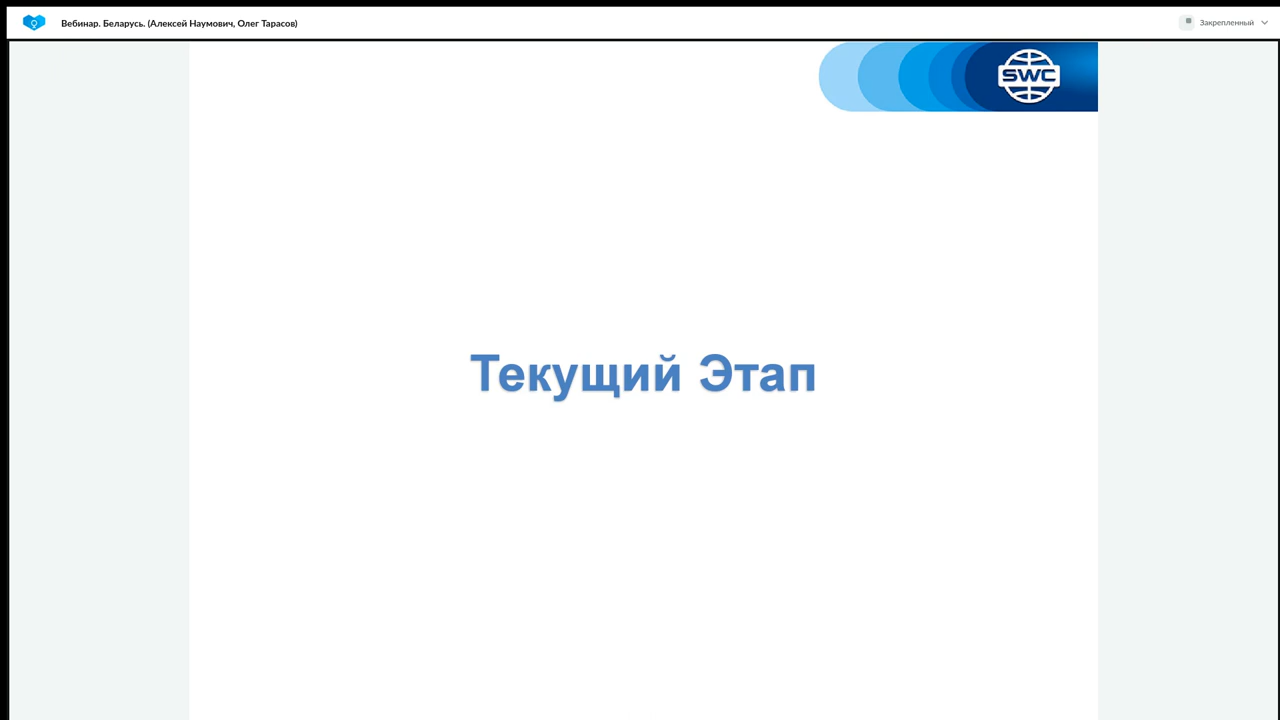 Вебинар. Беларусь. (Алексей Наумович, Олег Тарасов)
Закрепленный
SWC
Текущий Этап